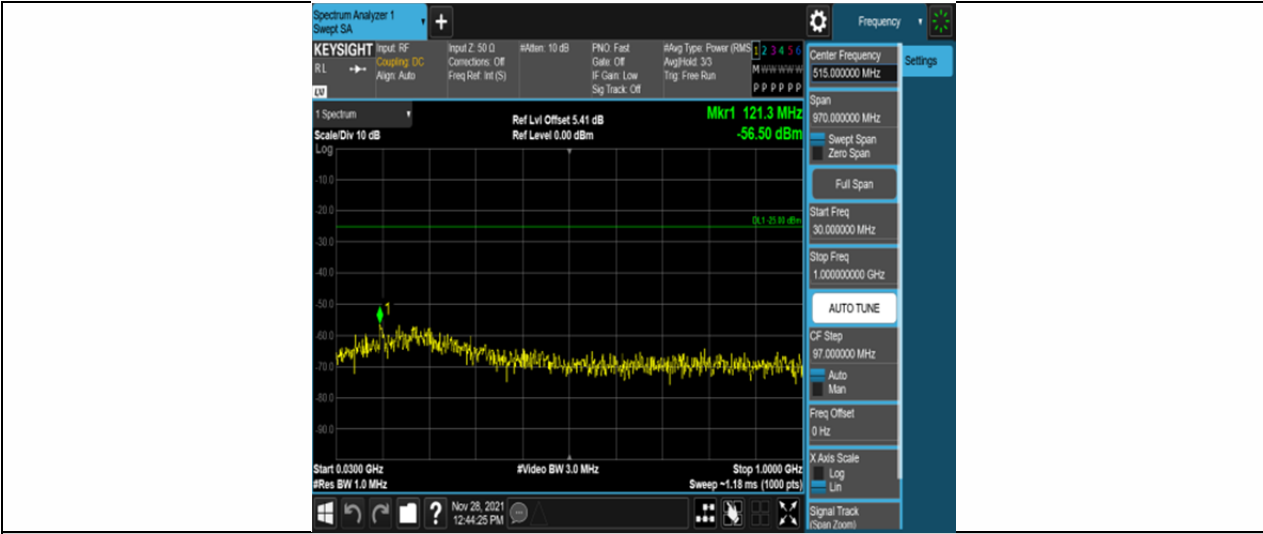 Spectrum Analyzer 1
Swept SA
+
Frequency
KEYSIGHT
RL
LV
Input: RF
Coupling: DC
Align: Auto
Input Z: 50 Ω
Corrections: Off
Freq Ref: Int (S)
#Atten: 10 dB
PNO: Fast
Gate: Off
IF Gain: Low
Sig Track: Off
#Avg Type: Power (RMS
Avg|Hold: 3/3
Trig: Free Run
1 2 3 4 5 6
M W W W W W
P P P P P P
1 Spectrum
Scale/Div 10 dB
Log
Ref Lvl Offset 5.41 dB
Ref Level 0.00 dBm
Mkr1 121.3 MHz
-56.50 dBm
-10.0
-20.0
DL1 -25.00 dBm
-30.0
-40.0
-50.0
1
-60.0
-70.0
-80.0
-90.0
Start 0.0300 GHz
#Res BW 1.0 MHz
#Video BW 3.0 MHz
Stop 1.0000 GHz
Sweep ~1.18 ms (1000 pts)
Nov 28, 2021
12:44:25 PM
Center Frequency
515.000000 MHz
Settings
Span
970.000000 MHz
Swept Span
Zero Span
Full Span
Start Freq
30.000000 MHz
Stop Freq
1.000000000 GHz
AUTO TUNE
CF Step
97.000000 MHz
Auto
Man
Freq Offset
0 Hz
X Axis Scale
Log
Lin
Signal Track
(Span Zoom)